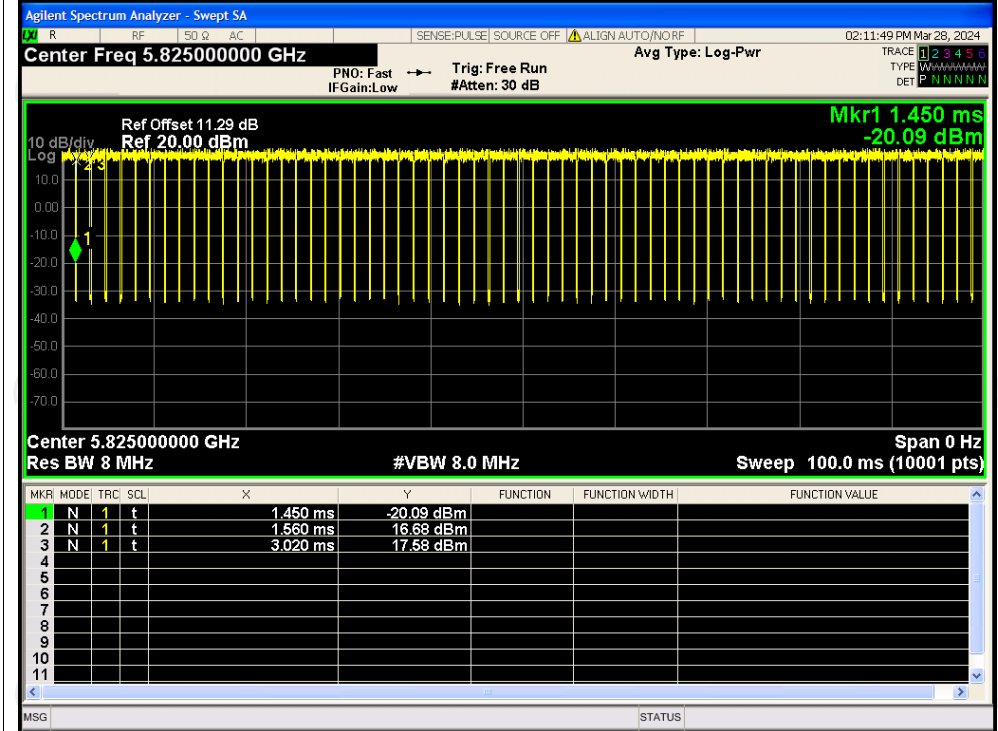 Agilent Spectrum Analyzer - Swept SA
LXI R RF 50 Ω AC SENSE:PULSE SOURCE OFF ALIGN AUTO/NO RF 02:11:49 PM Mar 28, 2024
Center Freq 5.825000000 GHz Avg Type: Log-Pwr TRACE 1 2 3 4 5 6
PNO: Fast Trig: Free Run TYPE WWWWWW
IFGain:Low #Atten: 30 dB DET P N N N N N
Mkr1 1.450 ms
Ref Offset 11.29 dB
10 dB/div Ref 20.00 dBm -20.09 dBm
Log
2 3
10.0
0.00
-10.0
1
-20.0
-30.0
-40.0
-50.0
-60.0
-70.0
Center 5.825000000 GHz Span 0 Hz
Res BW 8 MHz #VBW 8.0 MHz Sweep 100.0 ms (10001 pts)
MKR MODE TRC SCL X Y FUNCTION FUNCTION WIDTH FUNCTION VALUE
1 N 1 t 1.450 ms -20.09 dBm
2 N 1 t 1.560 ms 16.68 dBm
3 N 1 t 3.020 ms 17.58 dBm
4
5
6
7
8
9
10
11
MSG STATUS